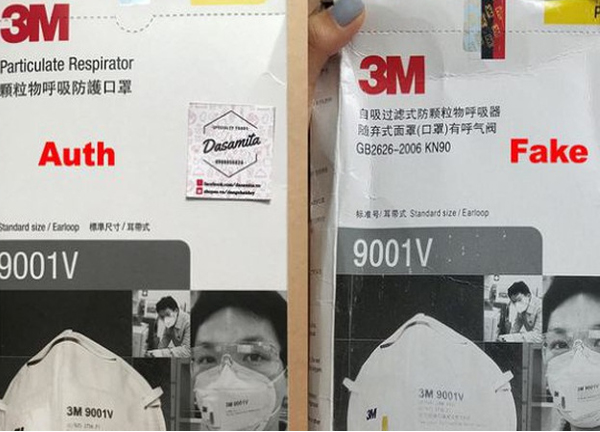 3M
Particulate Respirator
顆粒物呼吸防護口罩
Auth
SPECIALTY GOODS
Dasamita
Standard size / Earloop 標準尺寸 / 耳帶式
9001V
3M 9001V
3M
自吸过滤式防颗粒物呼吸器
随弃式面罩(口罩)有呼气阀
GB2626-2006 KN90
Fake
标准号/耳带式 Standard size / Earloop
9001V
3M 9001V
3M